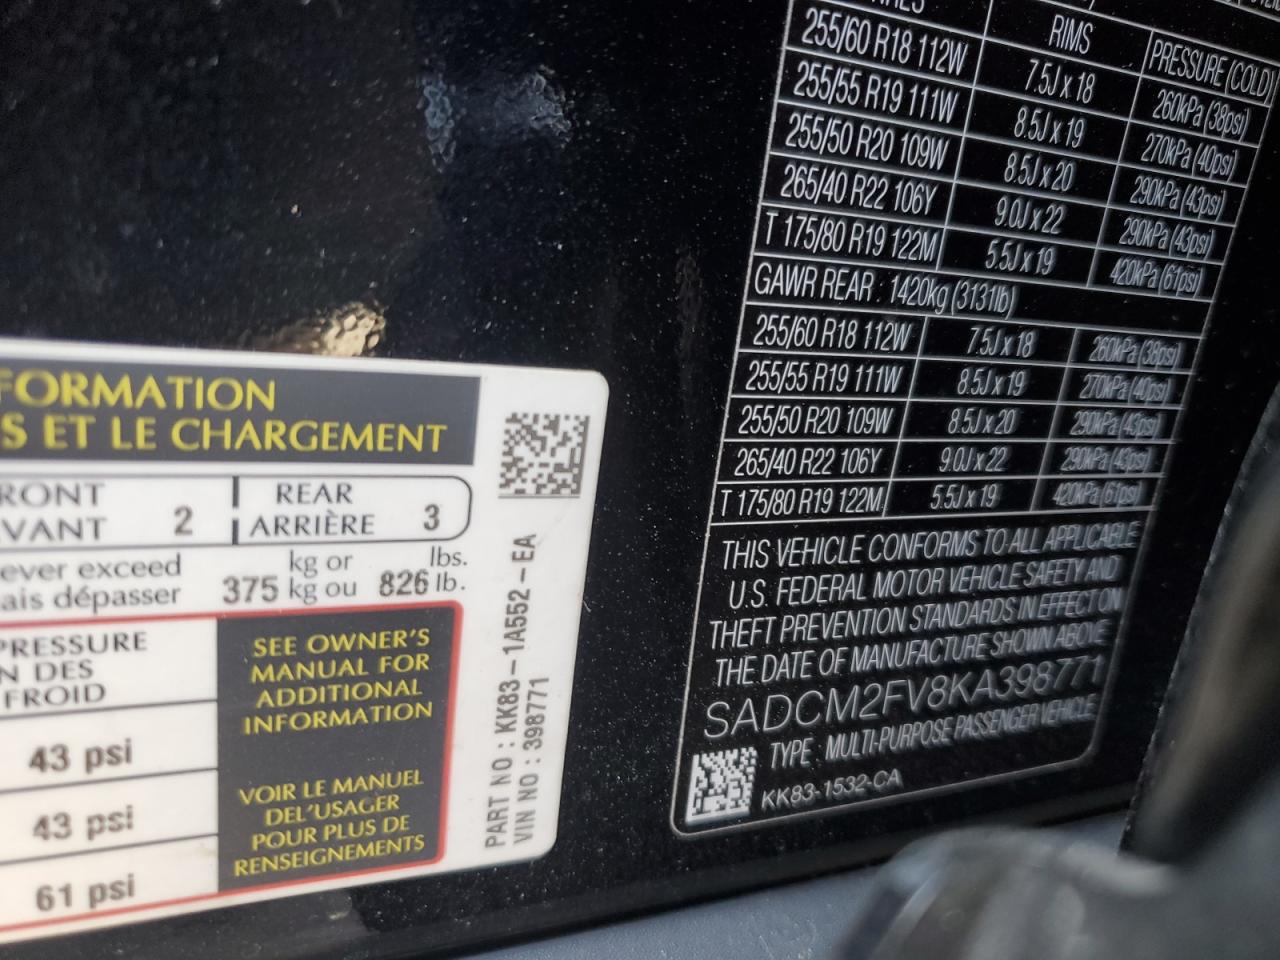 FORMATION
S ET LE CHARGEMENT
RONT
VANT 2
REAR
ARRIÈRE 3
ever exceed
ais dépasser
375 kg or
kg ou 826 lbs.
lb.
PRESSURE
N DES
FROID
43 psi
43 psi
61 psi
SEE OWNER'S
MANUAL FOR
ADDITIONAL
INFORMATION
VOIR LE MANUEL
DEL'USAGER
POUR PLUS DE
RENSEIGNEMENTS
PART NO : KK83-1A552-EA
VIN NO : 398771
RIMS PRESSURE (COLD)
255/60 R18 112W 7.5J x 18 260kPa (38psi)
255/55 R19 111W 8.5J x 19 270kPa (40psi)
255/50 R20 109W 8.5J x 20 290kPa (43psi)
265/40 R22 106Y 9.0J x 22 290kPa (43psi)
T 175/80 R19 122M 5.5J x 19 420kPa (61psi)
GAWR REAR 1420kg (3131lb)
255/60 R18 112W 7.5J x 18 260kPa (38psi)
255/55 R19 111W 8.5J x 19 270kPa (40psi)
255/50 R20 109W 8.5J x 20 290kPa (43psi)
265/40 R22 106Y 9.0J x 22 290kPa (43psi)
T 175/80 R19 122M 5.5J x 19 420kPa (61psi)
THIS VEHICLE CONFORMS TO ALL APPLICABLE
U.S. FEDERAL MOTOR VEHICLE SAFETY AND
THEFT PREVENTION STANDARDS IN EFFECT ON
THE DATE OF MANUFACTURE SHOWN ABOVE
SADCM2FV8KA398771
TYPE : MULTI-PURPOSE PASSENGER VEHICLE
KK83-1532-CA